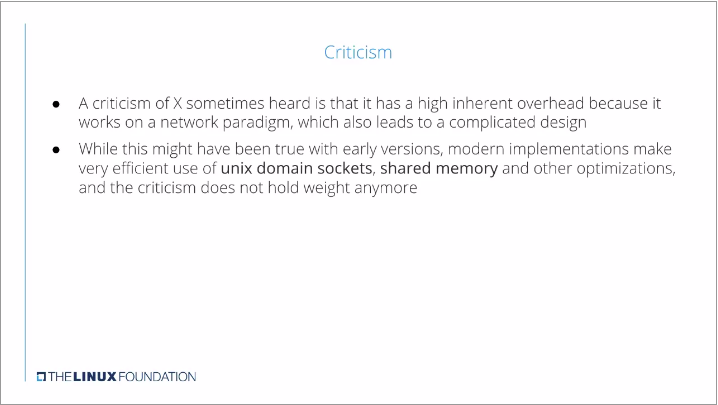 Criticism
● A criticism of X sometimes heard is that it has a high inherent overhead because it
works on a network paradigm, which also leads to a complicated design
● While this might have been true with early versions, modern implementations make
very efficient use of unix domain sockets, shared memory and other optimizations,
and the criticism does not hold weight anymore
THE LINUX FOUNDATION